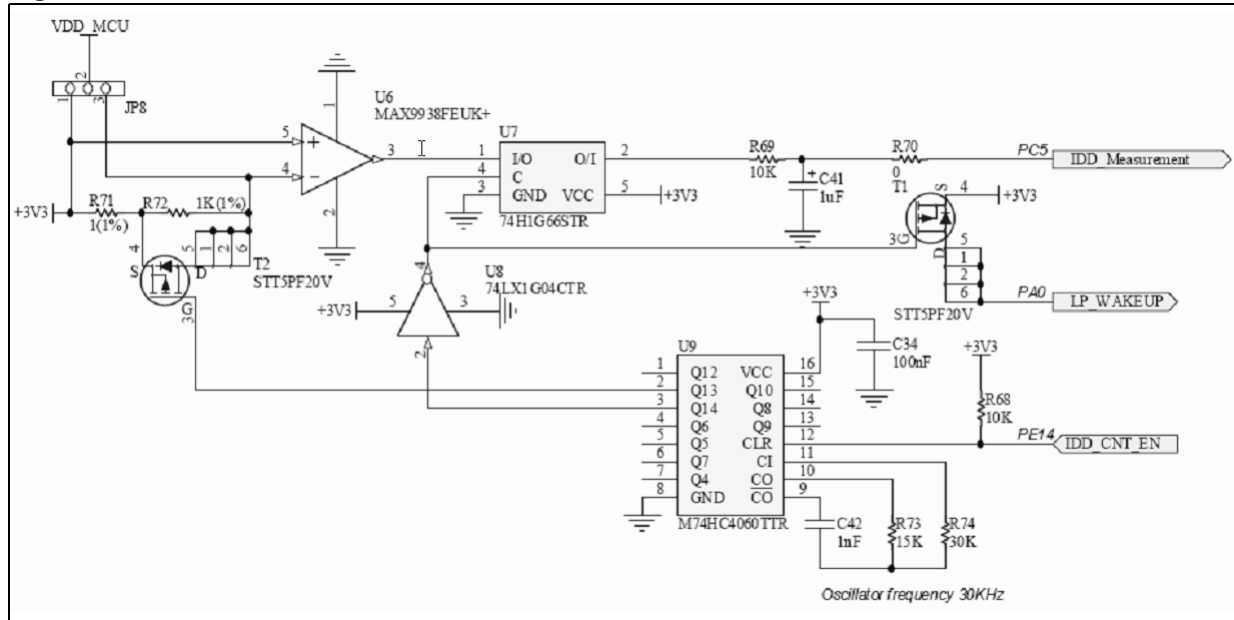 VDD_MCU
2
1
3
JP8
1
U6
MAX9938FEUK+
5
+
3
4
-
2
U7
1
I/O
O/I
2
4
C
3
GND
VCC
5
+3V3
74H1G66STR
R69
10K
C41
1uF
+
R70
0
PC5
IDD_Measurement
T1
S
4
+3V3
3G
D
5
1
2
6
STT5PF20V
PA0
LP_WAKEUP
+3V3
R71
1(1%)
R72
1K(1%)
4
5
1
2
6
S
D
T2
STT5PF20V
3G
4
U8
74LX1G04CTR
+3V3
5
3
2
+3V3
C34
100nF
+3V3
R68
10K
PE14
IDD_CNT_EN
U9
1
Q12
VCC
16
2
Q13
Q10
15
3
Q14
Q8
14
4
Q6
Q9
13
5
Q5
CLR
12
6
Q7
CI
11
7
Q4
CO
10
8
GND
CO
9
M74HC4060TTR
C42
1nF
R73
15K
R74
30K
Oscillator frequency 30KHz